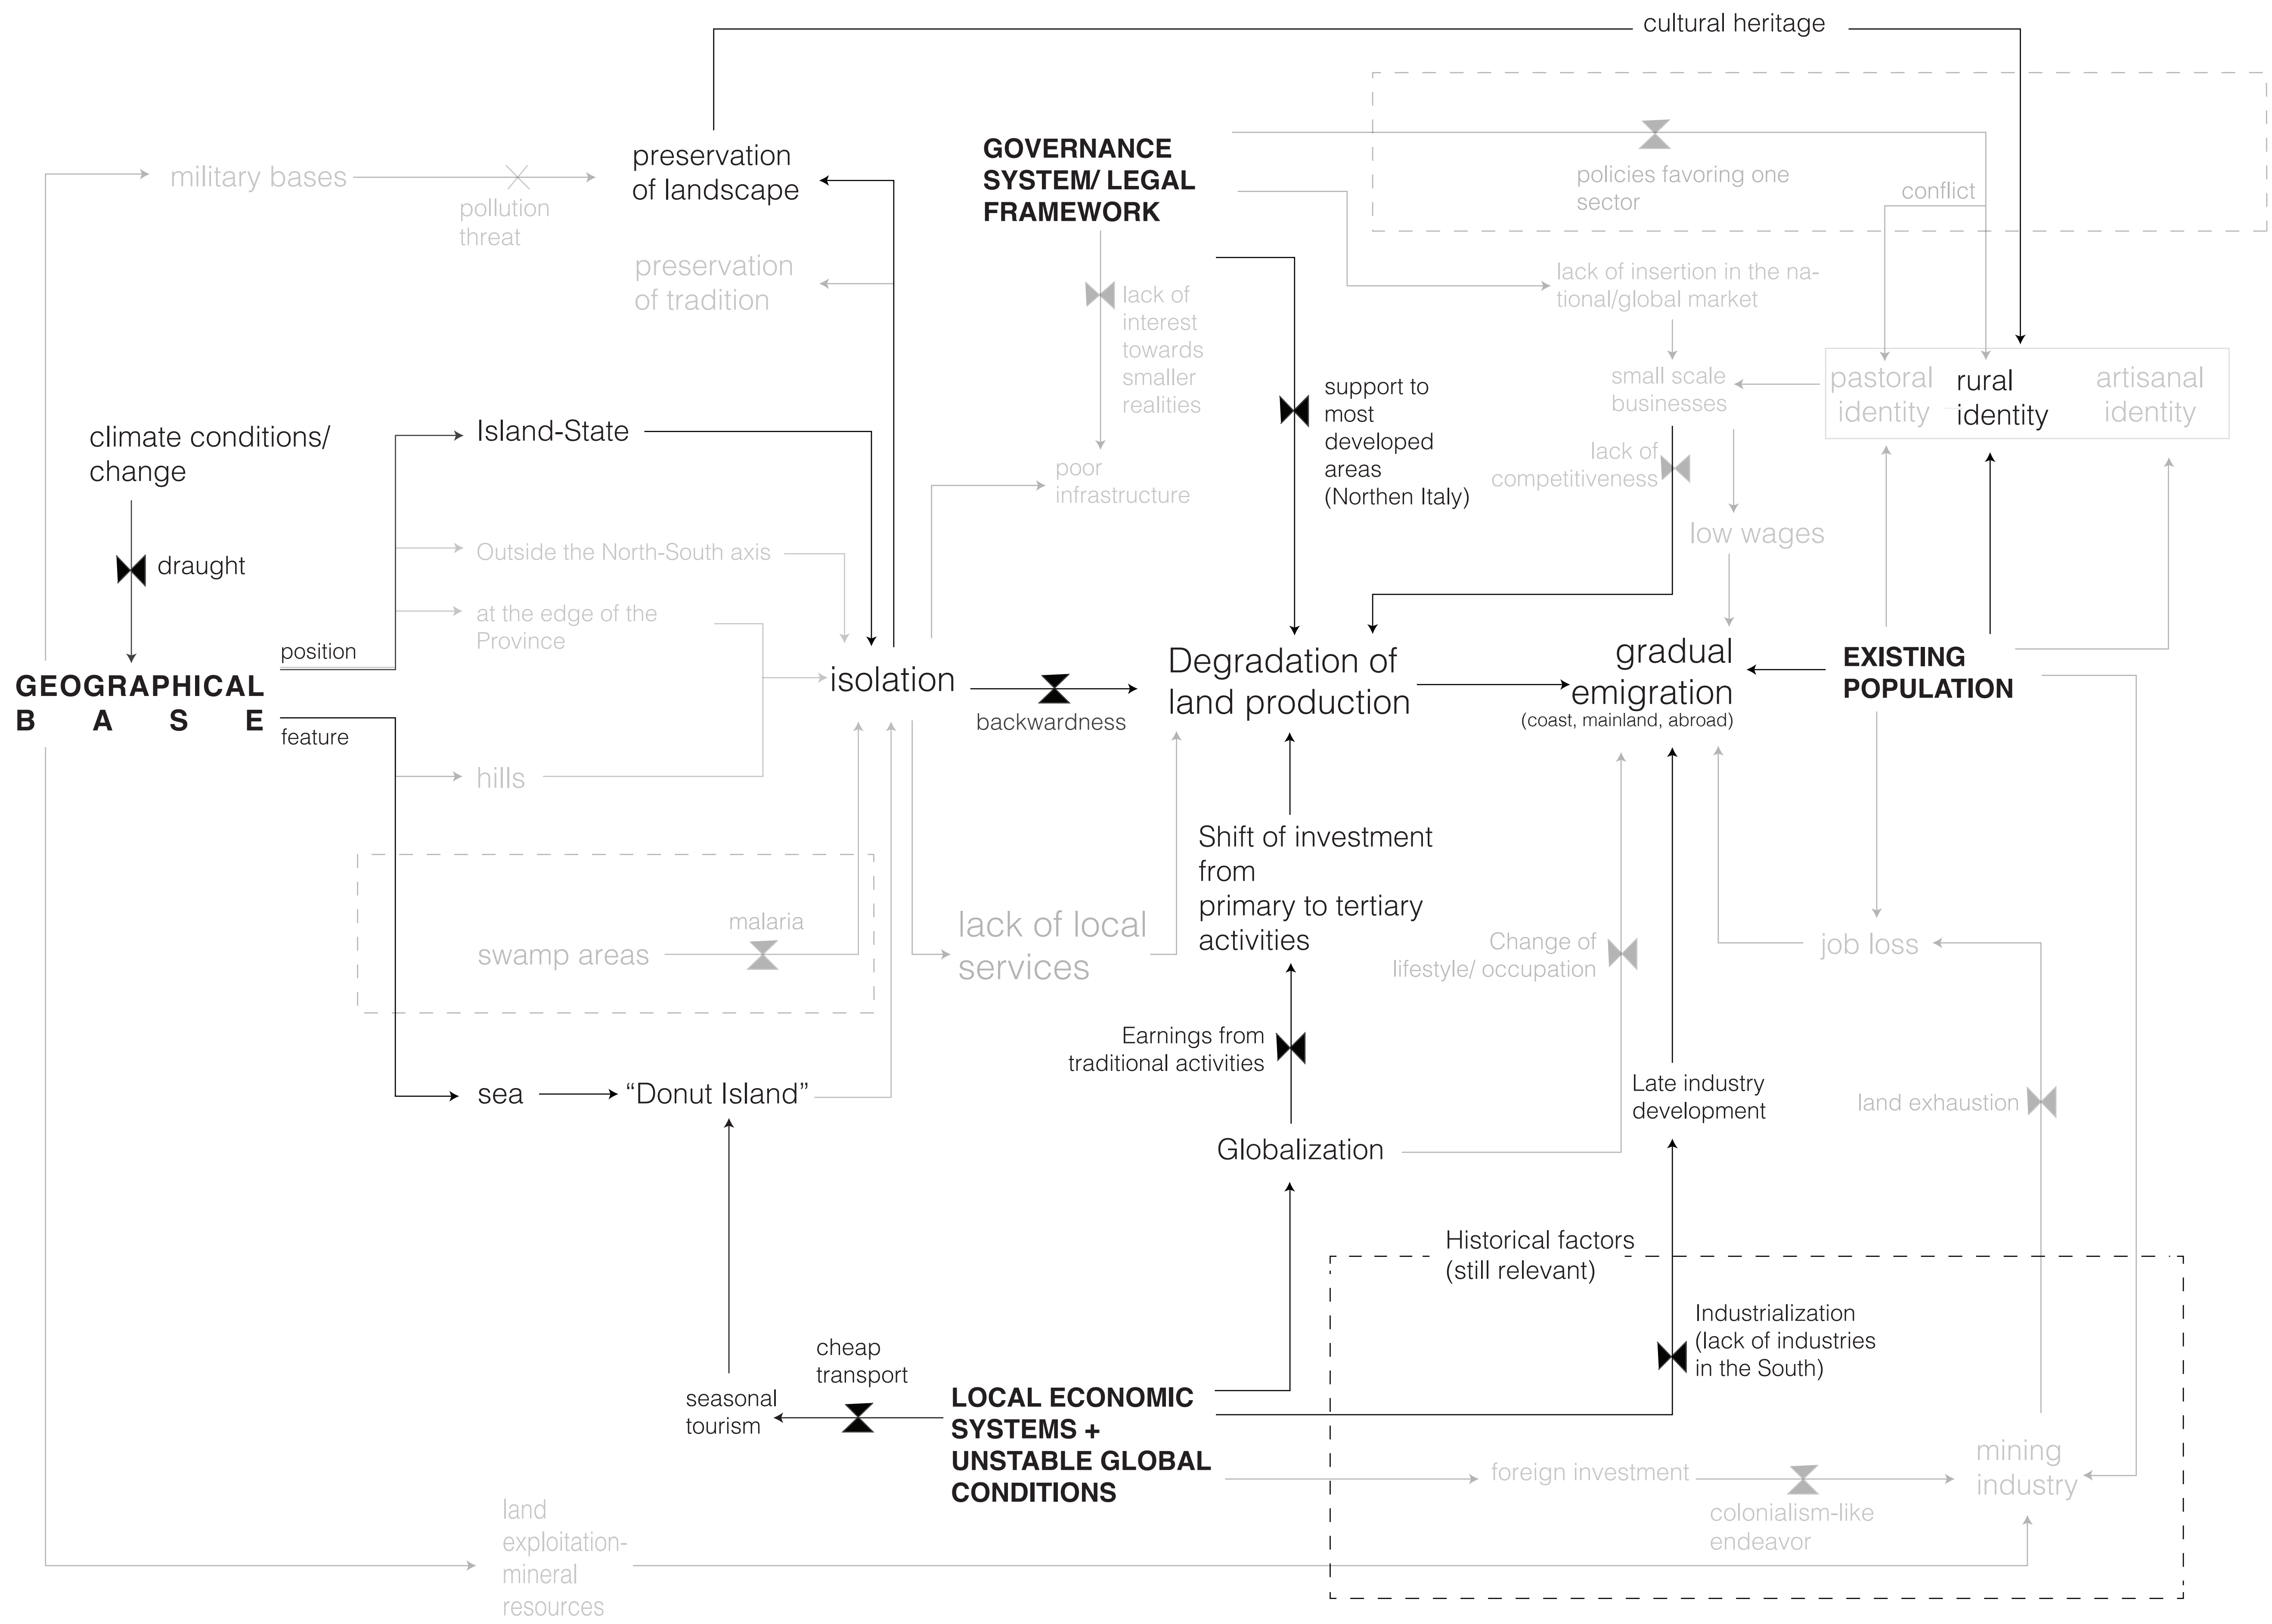 cultural heritage
preservation
of landscape
GOVERNANCE
SYSTEM/ LEGAL
FRAMEWORK
military bases
pollution
threat
policies favoring one
sector
conflict
preservation
of tradition
lack of
interest
towards
smaller
realities
lack of insertion in the na-
tional/global market
small scale
businesses
pastoral
identity
rural
identity
artisanal
identity
support to
most
developed
areas
(Northen Italy)
climate conditions/
change
Island-State
lack of
competitiveness
poor
infrastructure
low wages
draught
Outside the North-South axis
at the edge of the
Province
position
GEOGRAPHICAL
BASE
feature
isolation
backwardness
Degradation of
land production
gradual
emigration
(coast, mainland, abroad)
EXISTING
POPULATION
hills
Shift of investment
from
primary to tertiary
activities
malaria
swamp areas
lack of local
services
Change of
lifestyle/ occupation
job loss
Earnings from
traditional activities
sea
“Donut Island”
Late industry
development
land exhaustion
Globalization
Historical factors
(still relevant)
Industrialization
(lack of industries
in the South)
cheap
transport
seasonal
tourism
LOCAL ECONOMIC
SYSTEMS +
UNSTABLE GLOBAL
CONDITIONS
foreign investment
colonialism-like
endeavor
mining
industry
land
exploitation-
mineral
resources